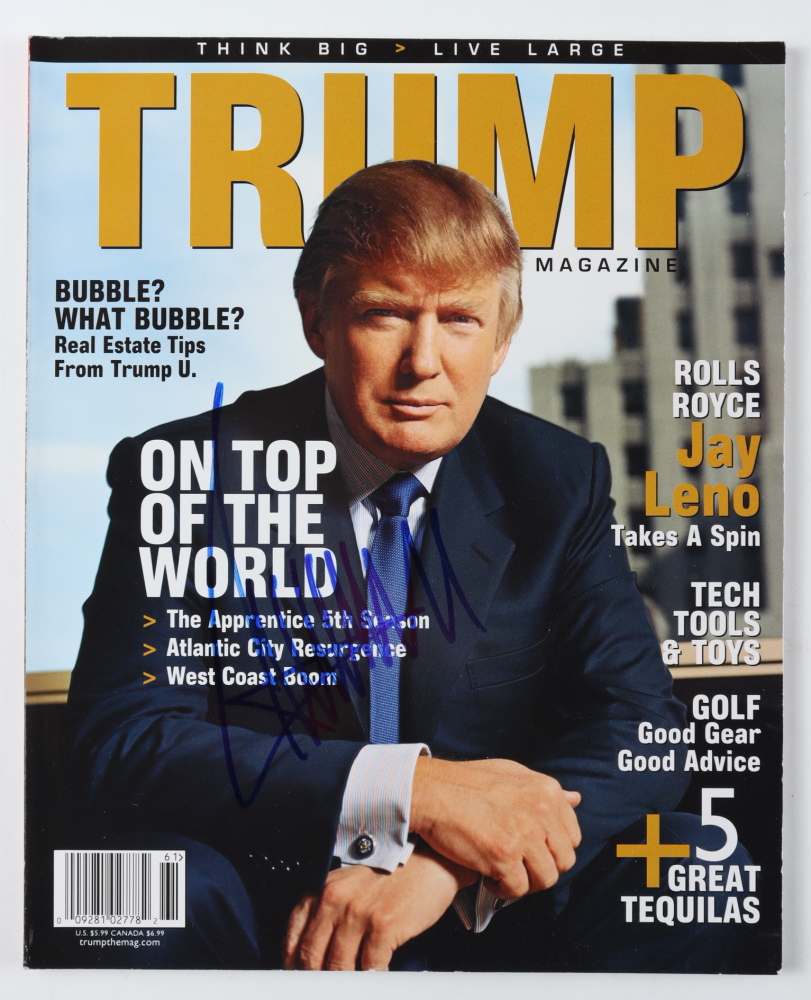 THINK BIG > LIVE LARGE
TRUMP
MAGAZINE
BUBBLE?
WHAT BUBBLE?
Real Estate Tips
From Trump U.
ROLLS
ROYCE
Jay
Leno
Takes A Spin
ON TOP
OF THE
WORLD
> The Apprentice 5th Season
> Atlantic City Resurgence
> West Coast Boom
TECH
TOOLS
& TOYS
GOLF
Good Gear
Good Advice
+5
GREAT
TEQUILAS
61>
0 09281 02778 2
U.S. $5.99 CANADA $6.99
trumpthemag.com